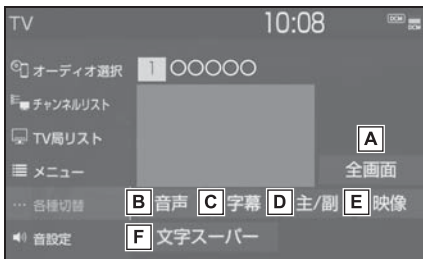 TV 10:08 DCM
オーディオ選択 1 〇〇〇〇〇
チャンネルリスト
TV局リスト A
メニュー 全画面
… 各種切替 B 音声 C 字幕 D 主/副 E 映像
音設定 F 文字スーパー